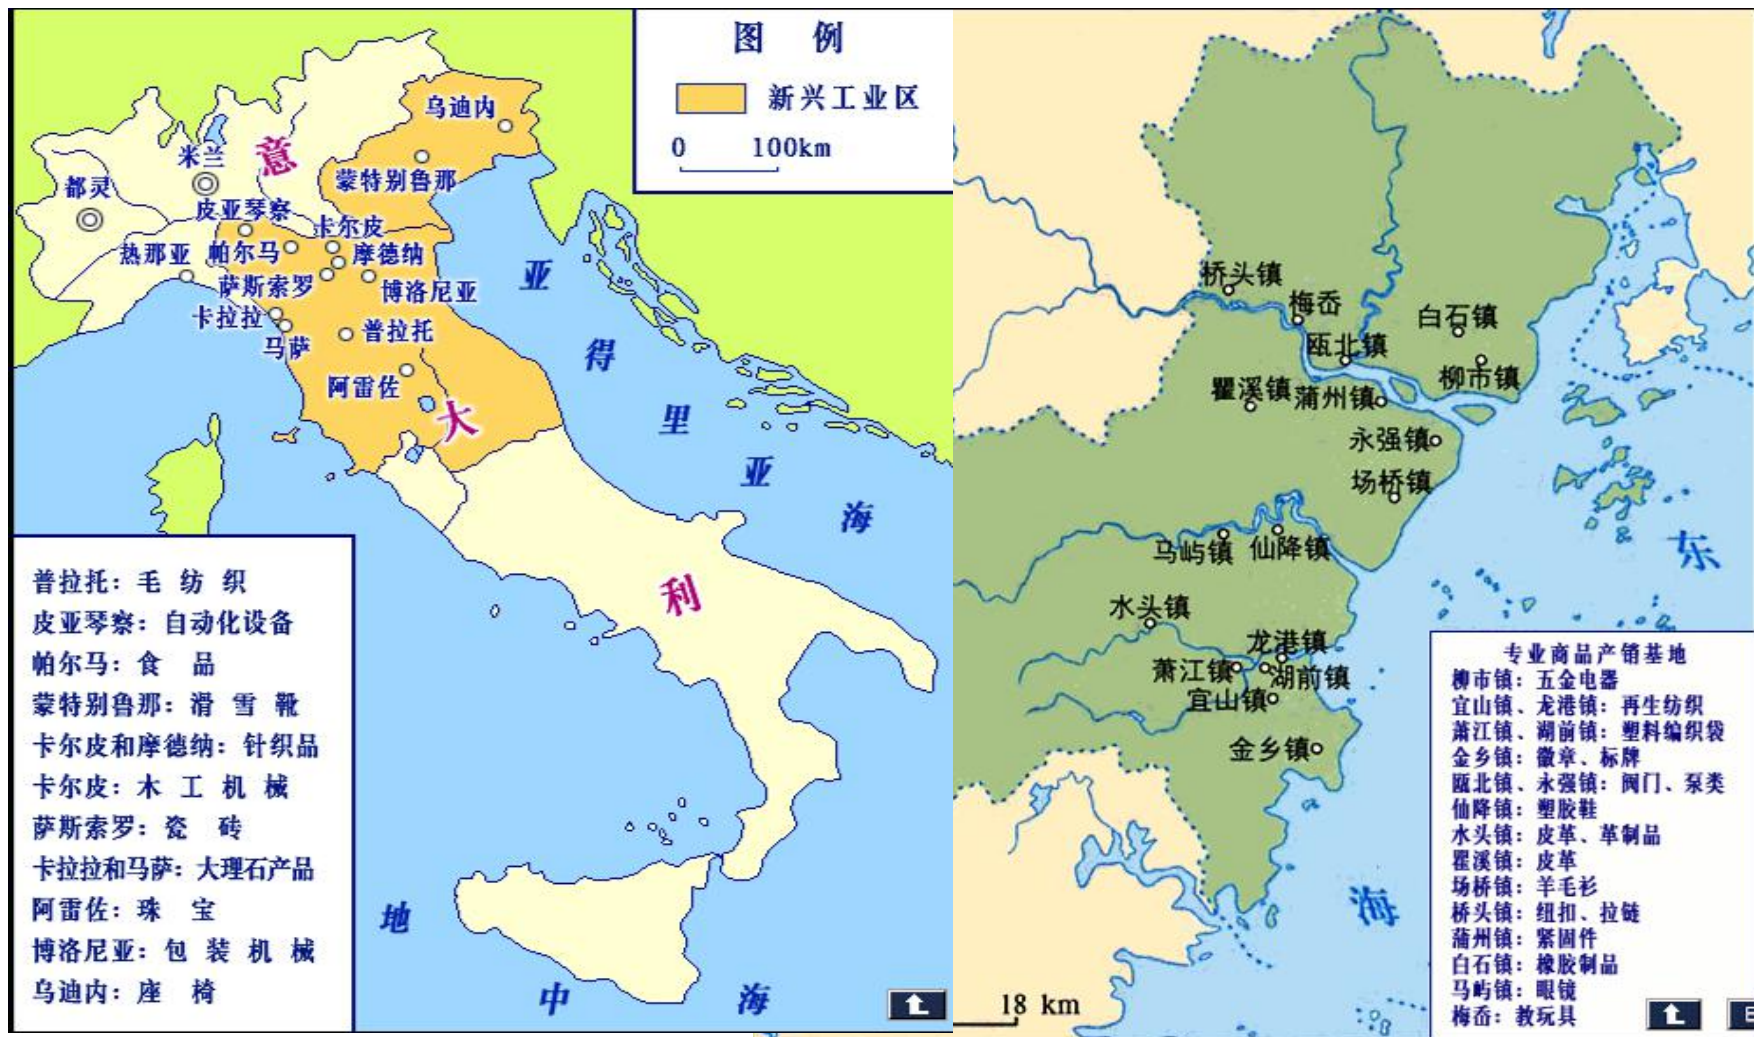 图 例
新兴工业区
0 100km
乌迪内
意
米兰
蒙特别鲁那
都灵
皮亚琴察
卡尔皮
热那亚
帕尔马
摩德纳
萨斯索罗
博洛尼亚
卡拉拉
普拉托
马萨
阿雷佐
大
利
亚
得
里
亚
海
地
中
海
普拉托：毛 纺 织
皮亚琴察：自动化设备
帕尔马：食 品
蒙特别鲁那：滑 雪 靴
卡尔皮和摩德纳：针织品
卡尔皮：木 工 机 械
萨斯索罗：瓷 砖
卡拉拉和马萨：大理石产品
阿雷佐：珠 宝
博洛尼亚：包 装 机 械
乌迪内：座 椅
桥头镇
梅岙
白石镇
瓯北镇
柳市镇
瞿溪镇
蒲州镇
永强镇
场桥镇
马屿镇
仙降镇
水头镇
龙港镇
萧江镇
湖前镇
宜山镇
金乡镇
东
海
18 km
专业商品产销基地
柳市镇：五金电器
宜山镇、龙港镇：再生纺织
萧江镇、湖前镇：塑料编织袋
金乡镇：徽章、标牌
瓯北镇、永强镇：阀门、泵类
仙降镇：塑胶鞋
水头镇：皮革、革制品
瞿溪镇：皮革
场桥镇：羊毛衫
桥头镇：纽扣、拉链
蒲州镇：紧固件
白石镇：橡胶制品
马屿镇：眼镜
梅岙：教玩具